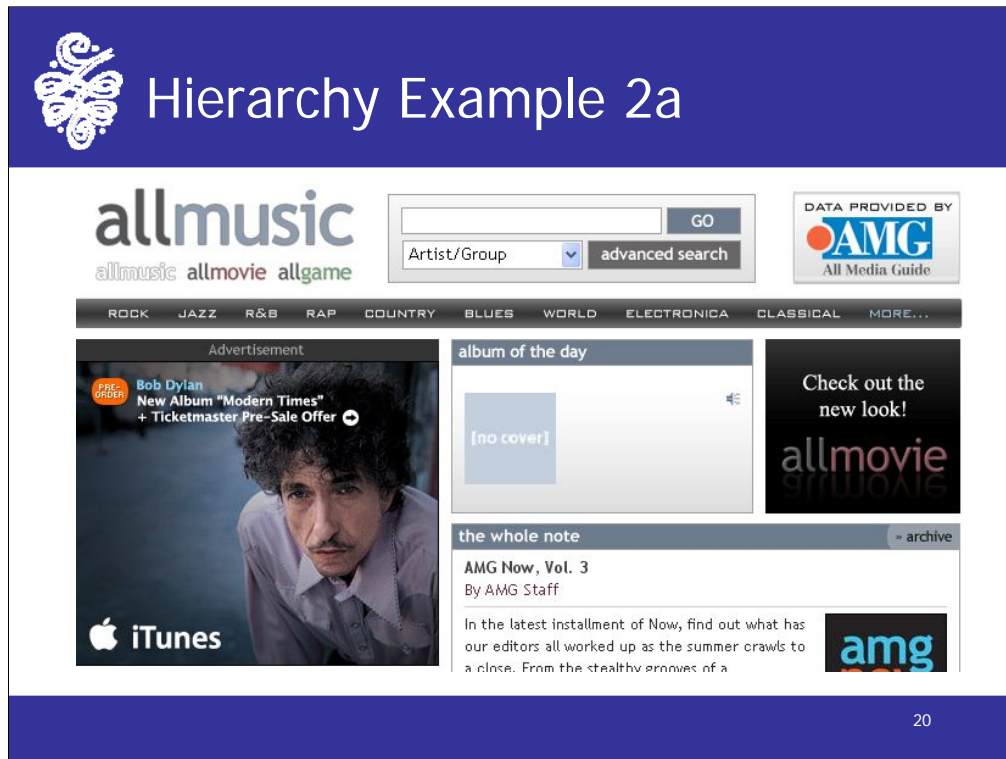 Hierarchy Example 2a
allmusic
allmusic allmovie allgame
GO
Artist/Group
advanced search
DATA PROVIDED BY
AMG
All Media Guide
ROCK JAZZ R&B RAP COUNTRY BLUES WORLD ELECTRONICA CLASSICAL MORE...
Advertisement
PRE-
ORDER
Bob Dylan
New Album "Modern Times"
+ Ticketmaster Pre-Sale Offer
iTunes
album of the day
[no cover]
Check out the
new look!
allmovie
the whole note
» archive
AMG Now, Vol. 3
By AMG Staff
In the latest installment of Now, find out what has
our editors all worked up as the summer crawls to
a close. From the stealthy grooves of a
amg
20